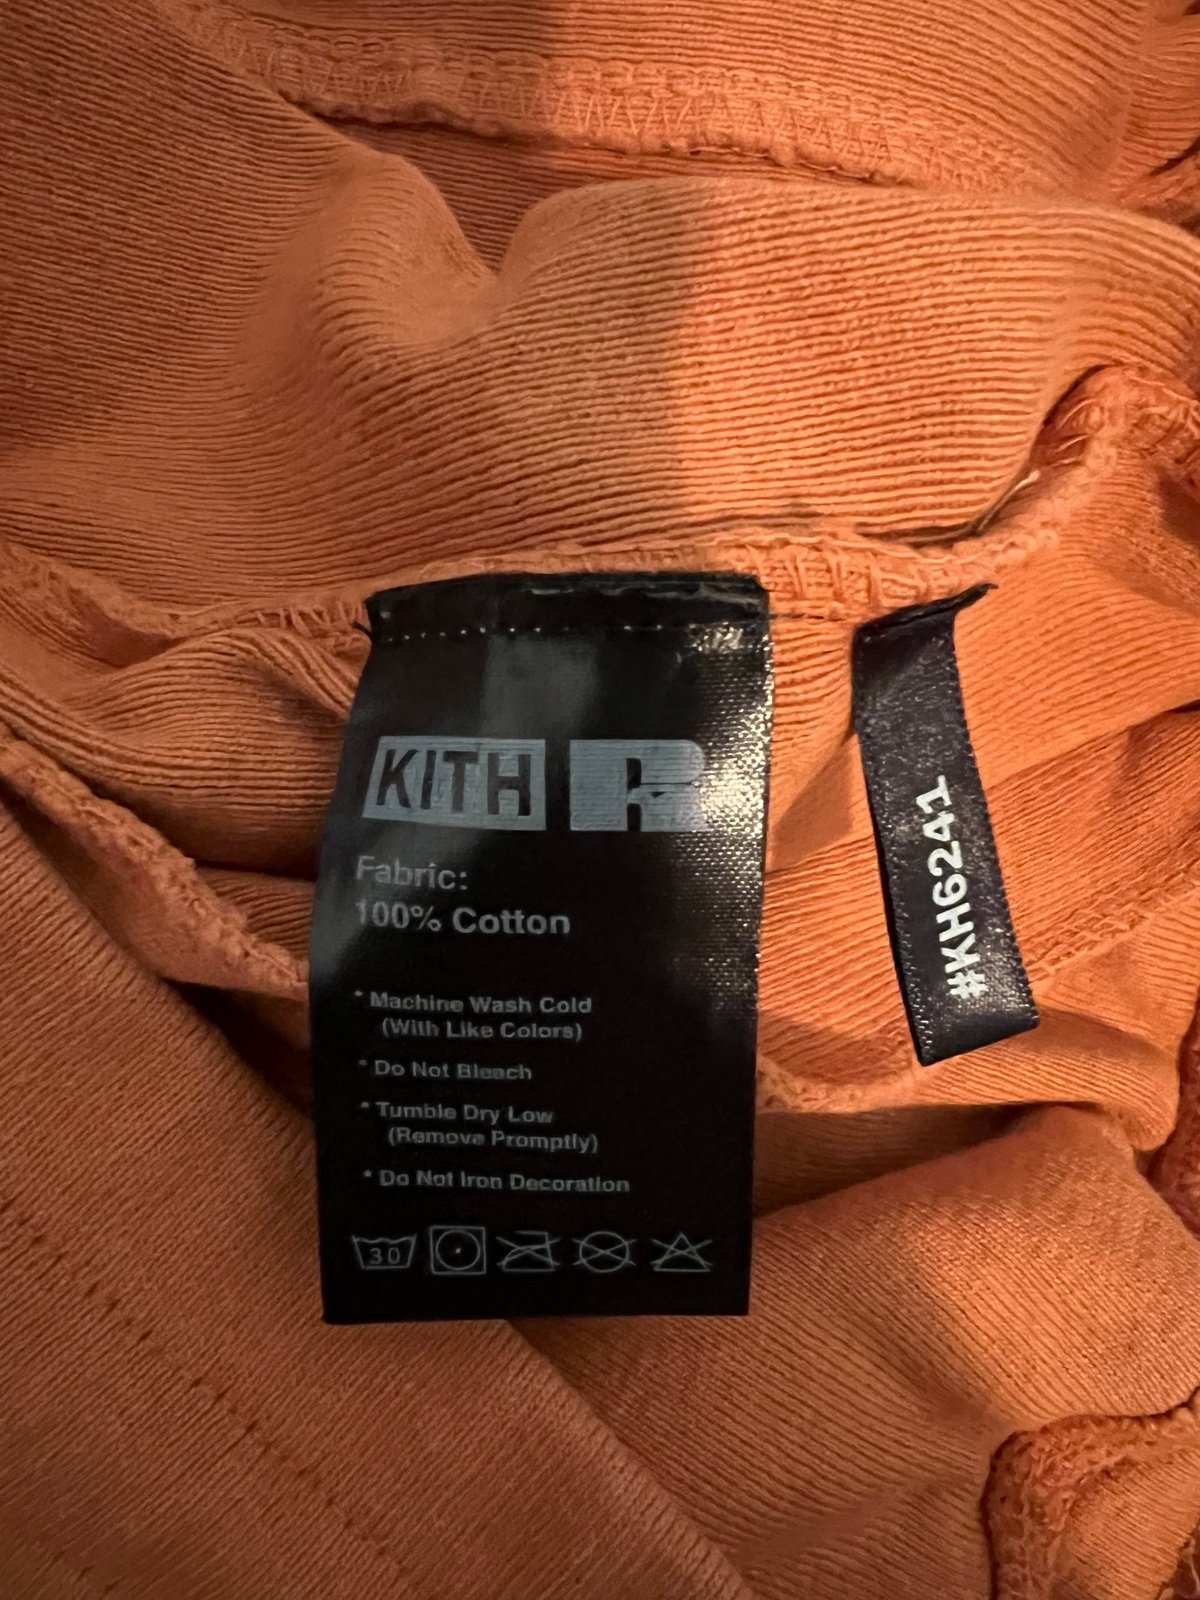 KITH R
Fabric:
100% Cotton
* Machine Wash Cold
(With Like Colors)
* Do Not Bleach
* Tumble Dry Low
(Remove Promptly)
* Do Not Iron Decoration
30
#KH6241